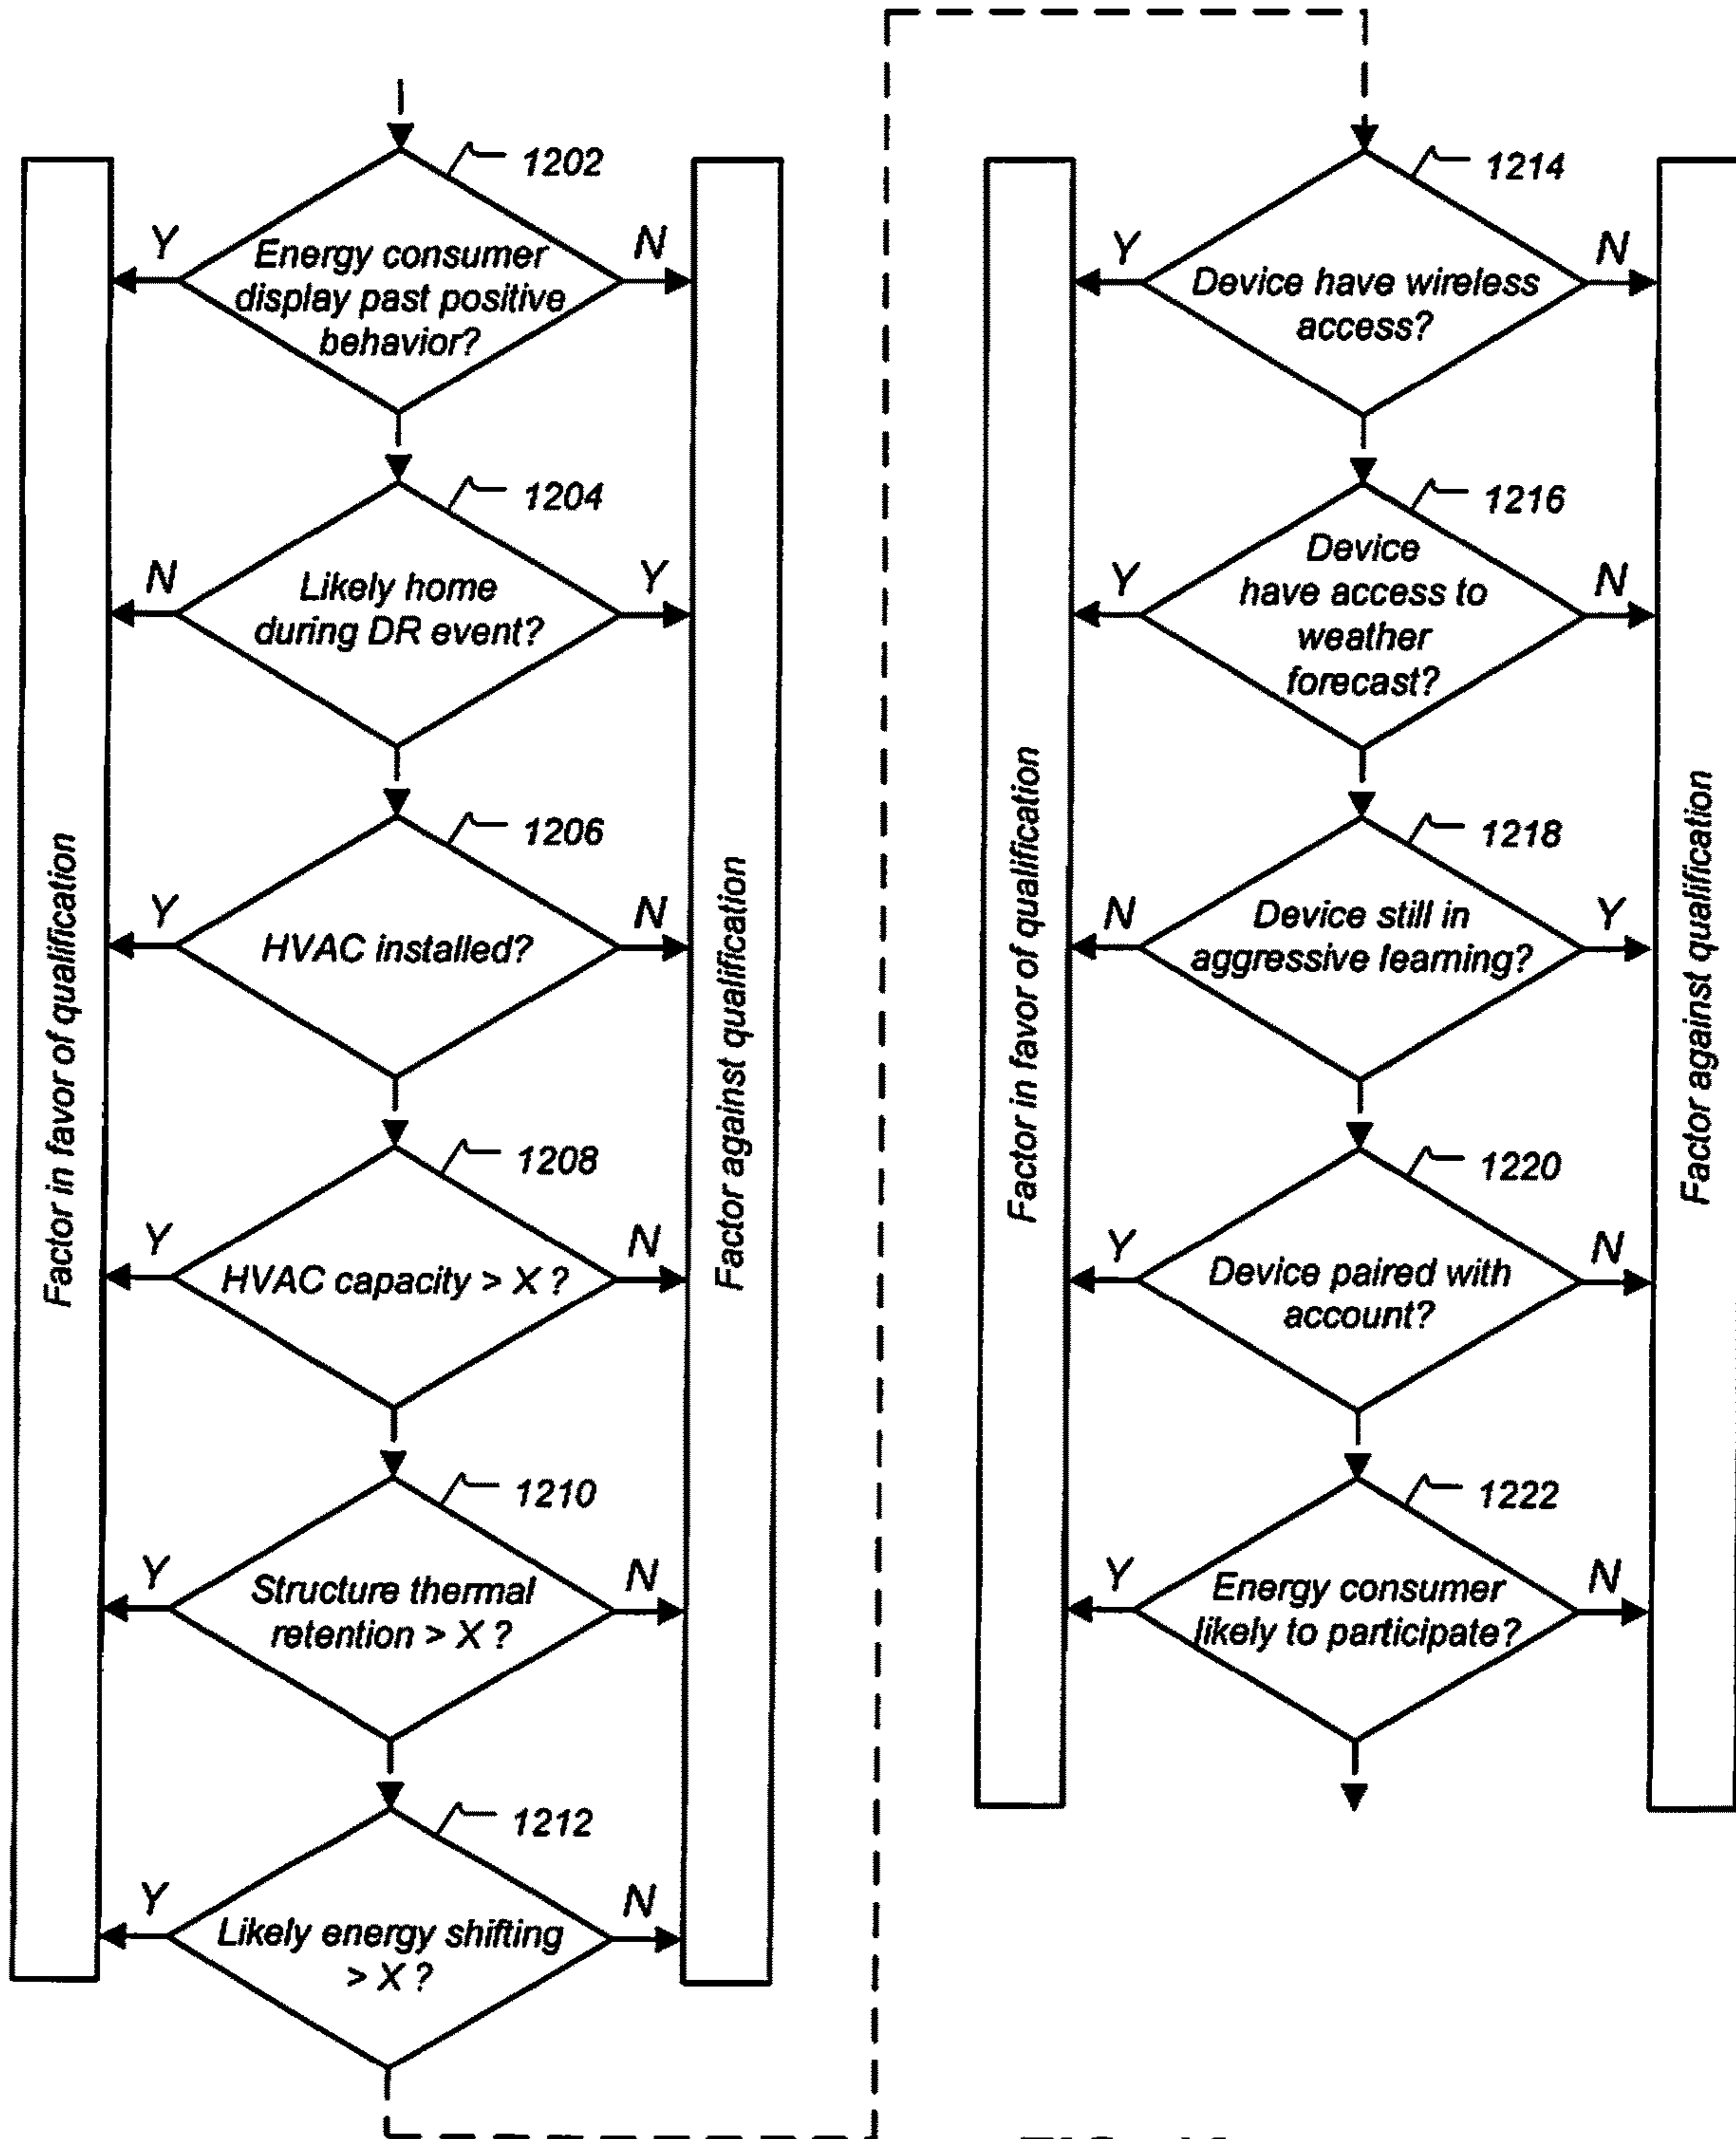 1202
Y
N
Energy consumer
display past positive
behavior?
1204
N
Y
Likely home
during DR event?
1206
Y
N
HVAC installed?
1208
Y
N
HVAC capacity > X ?
1210
Y
N
Structure thermal
retention > X ?
1212
Y
N
Likely energy shifting
> X ?
Factor in favor of qualification
Factor against qualification
1214
Y
N
Device have wireless
access?
1216
Device
Y
N
have access to
weather
forecast?
1218
N
Y
Device still in
aggressive learning?
1220
Y
N
Device paired with
account?
1222
Y
N
Energy consumer
likely to participate?
Factor in favor of qualification
Factor against qualification